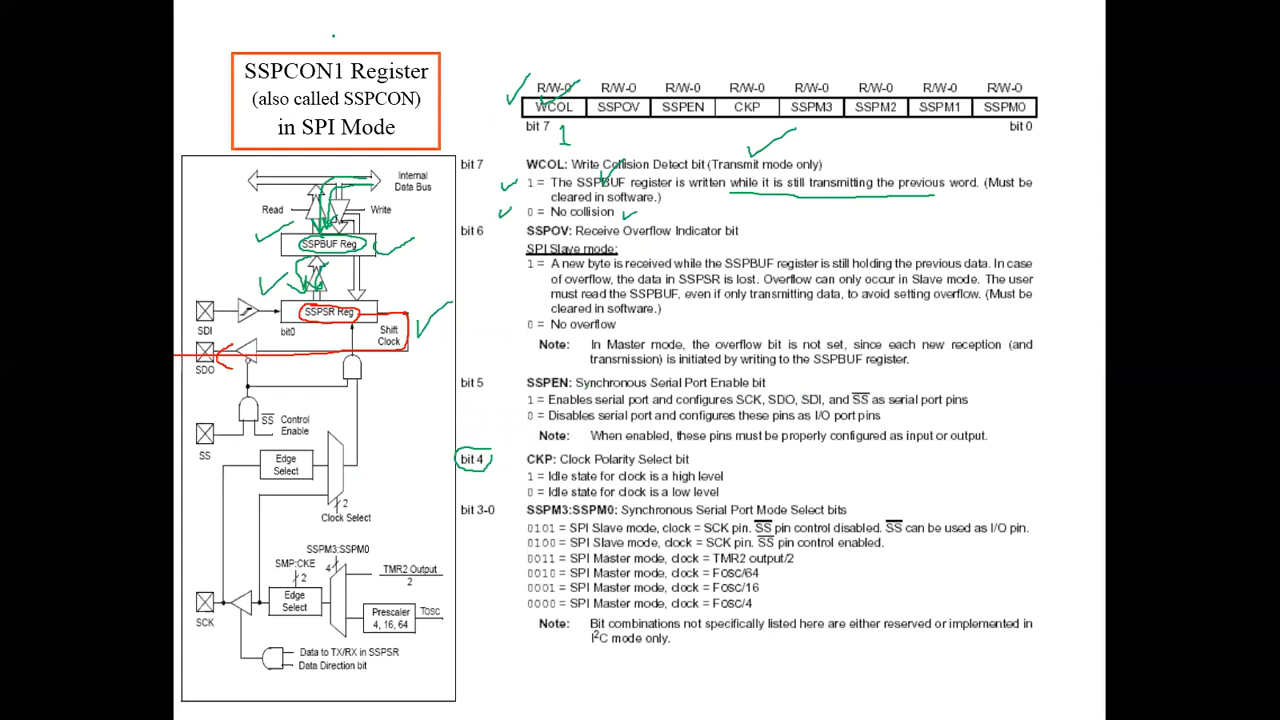 SSPCON1 Register
(also called SSPCON)
in SPI Mode
R/W-0 R/W-0 R/W-0 R/W-0 R/W-0 R/W-0 R/W-0 R/W-0
WCOL SSPOV SSPEN CKP SSPM3 SSPM2 SSPM1 SSPM0
bit 7 bit 0
1
Internal
Data Bus
Read
Write
SSPBUF Reg
SSPSR Reg
SDI
bit0
Shift
Clock
SDO
SS Control
Enable
SS
Edge
Select
2
Clock Select
SSPM3:SSPM0
SMP:CKE
4
2
TMR2 Output
2
Edge
Select
Prescaler
4, 16, 64
Tosc
SCK
Data to TX/RX in SSPSR
Data Direction bit
bit 7 WCOL: Write Collision Detect bit (Transmit mode only)
1 = The SSPBUF register is written while it is still transmitting the previous word. (Must be
cleared in software.)
0 = No collision
bit 6 SSPOV: Receive Overflow Indicator bit
SPI Slave mode:
1 = A new byte is received while the SSPBUF register is still holding the previous data. In case
of overflow, the data in SSPSR is lost. Overflow can only occur in Slave mode. The user
must read the SSPBUF, even if only transmitting data, to avoid setting overflow. (Must be
cleared in software.)
0 = No overflow
Note: In Master mode, the overflow bit is not set, since each new reception (and
transmission) is initiated by writing to the SSPBUF register.
bit 5 SSPEN: Synchronous Serial Port Enable bit
1 = Enables serial port and configures SCK, SDO, SDI, and SS as serial port pins
0 = Disables serial port and configures these pins as I/O port pins
Note: When enabled, these pins must be properly configured as input or output.
bit 4 CKP: Clock Polarity Select bit
1 = Idle state for clock is a high level
0 = Idle state for clock is a low level
bit 3-0 SSPM3:SSPM0: Synchronous Serial Port Mode Select bits
0101 = SPI Slave mode, clock = SCK pin. SS pin control disabled. SS can be used as I/O pin.
0100 = SPI Slave mode, clock = SCK pin. SS pin control enabled.
0011 = SPI Master mode, clock = TMR2 output/2
0010 = SPI Master mode, clock = FOSC/64
0001 = SPI Master mode, clock = FOSC/16
0000 = SPI Master mode, clock = FOSC/4
Note: Bit combinations not specifically listed here are either reserved or implemented in
I2C mode only.